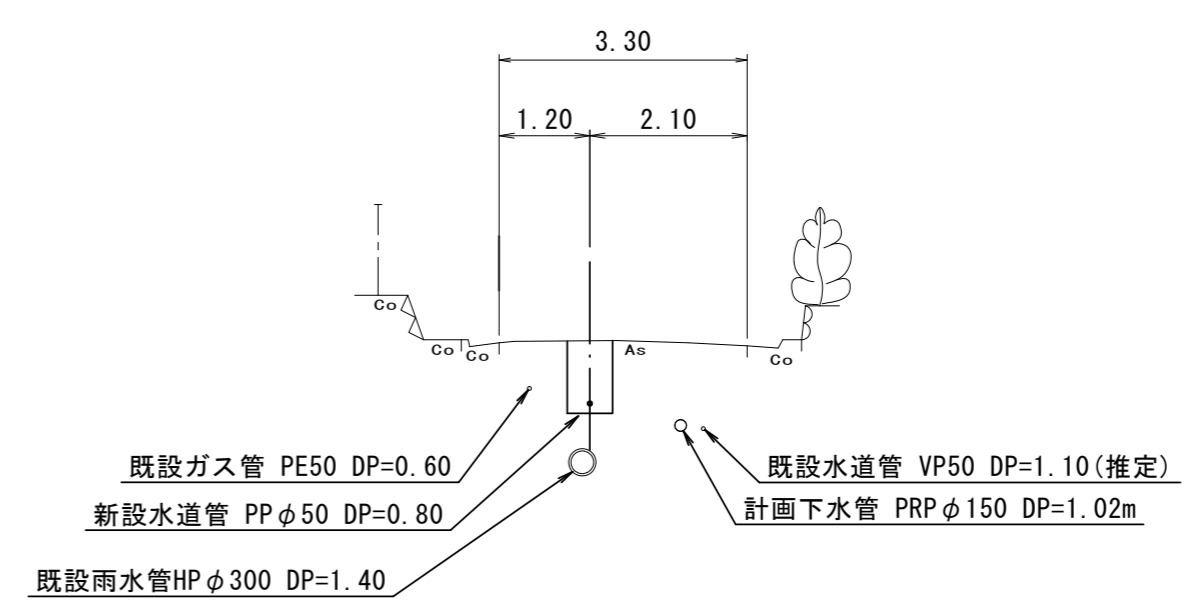 3.30
1.20
2.10
Co
Co
Co
As
Co
既設ガス管 PE50 DP=0.60
既設水道管 VP50 DP=1.10(推定)
新設水道管 PPφ50 DP=0.80
計画下水管 PRPφ150 DP=1.02m
既設雨水管HPφ300 DP=1.40